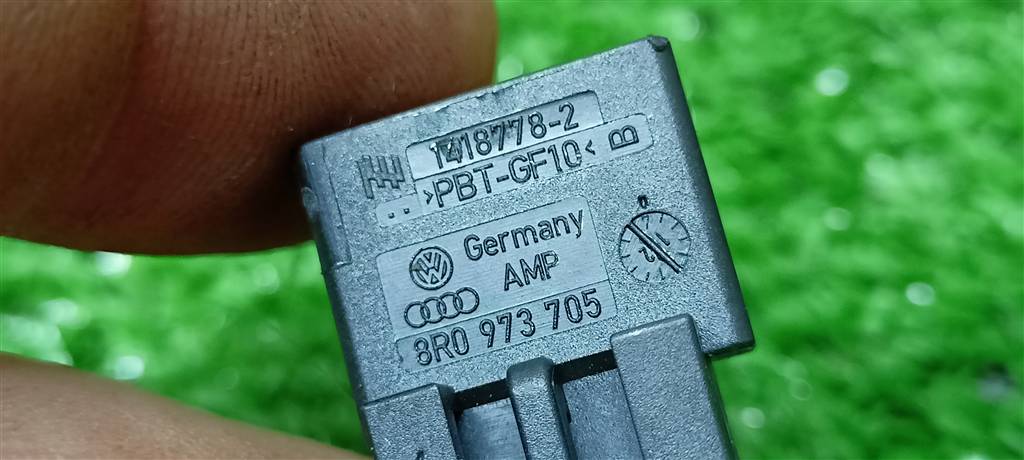 1418778-2
>PBT-GF10< B
Germany
AMP
8R0 973 705